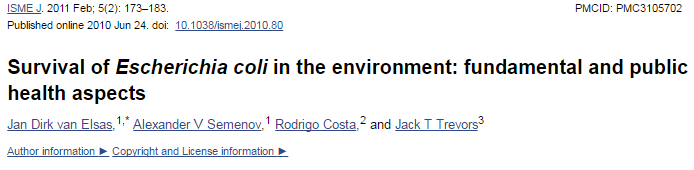 ISME J. 2011 Feb; 5(2): 173–183. PMCID: PMC3105702
Published online 2010 Jun 24. doi: 10.1038/ismej.2010.80
Survival of Escherichia coli in the environment: fundamental and public
health aspects
Jan Dirk van Elsas,1,* Alexander V Semenov,1 Rodrigo Costa,2 and Jack T Trevors3
Author information ► Copyright and License information ►